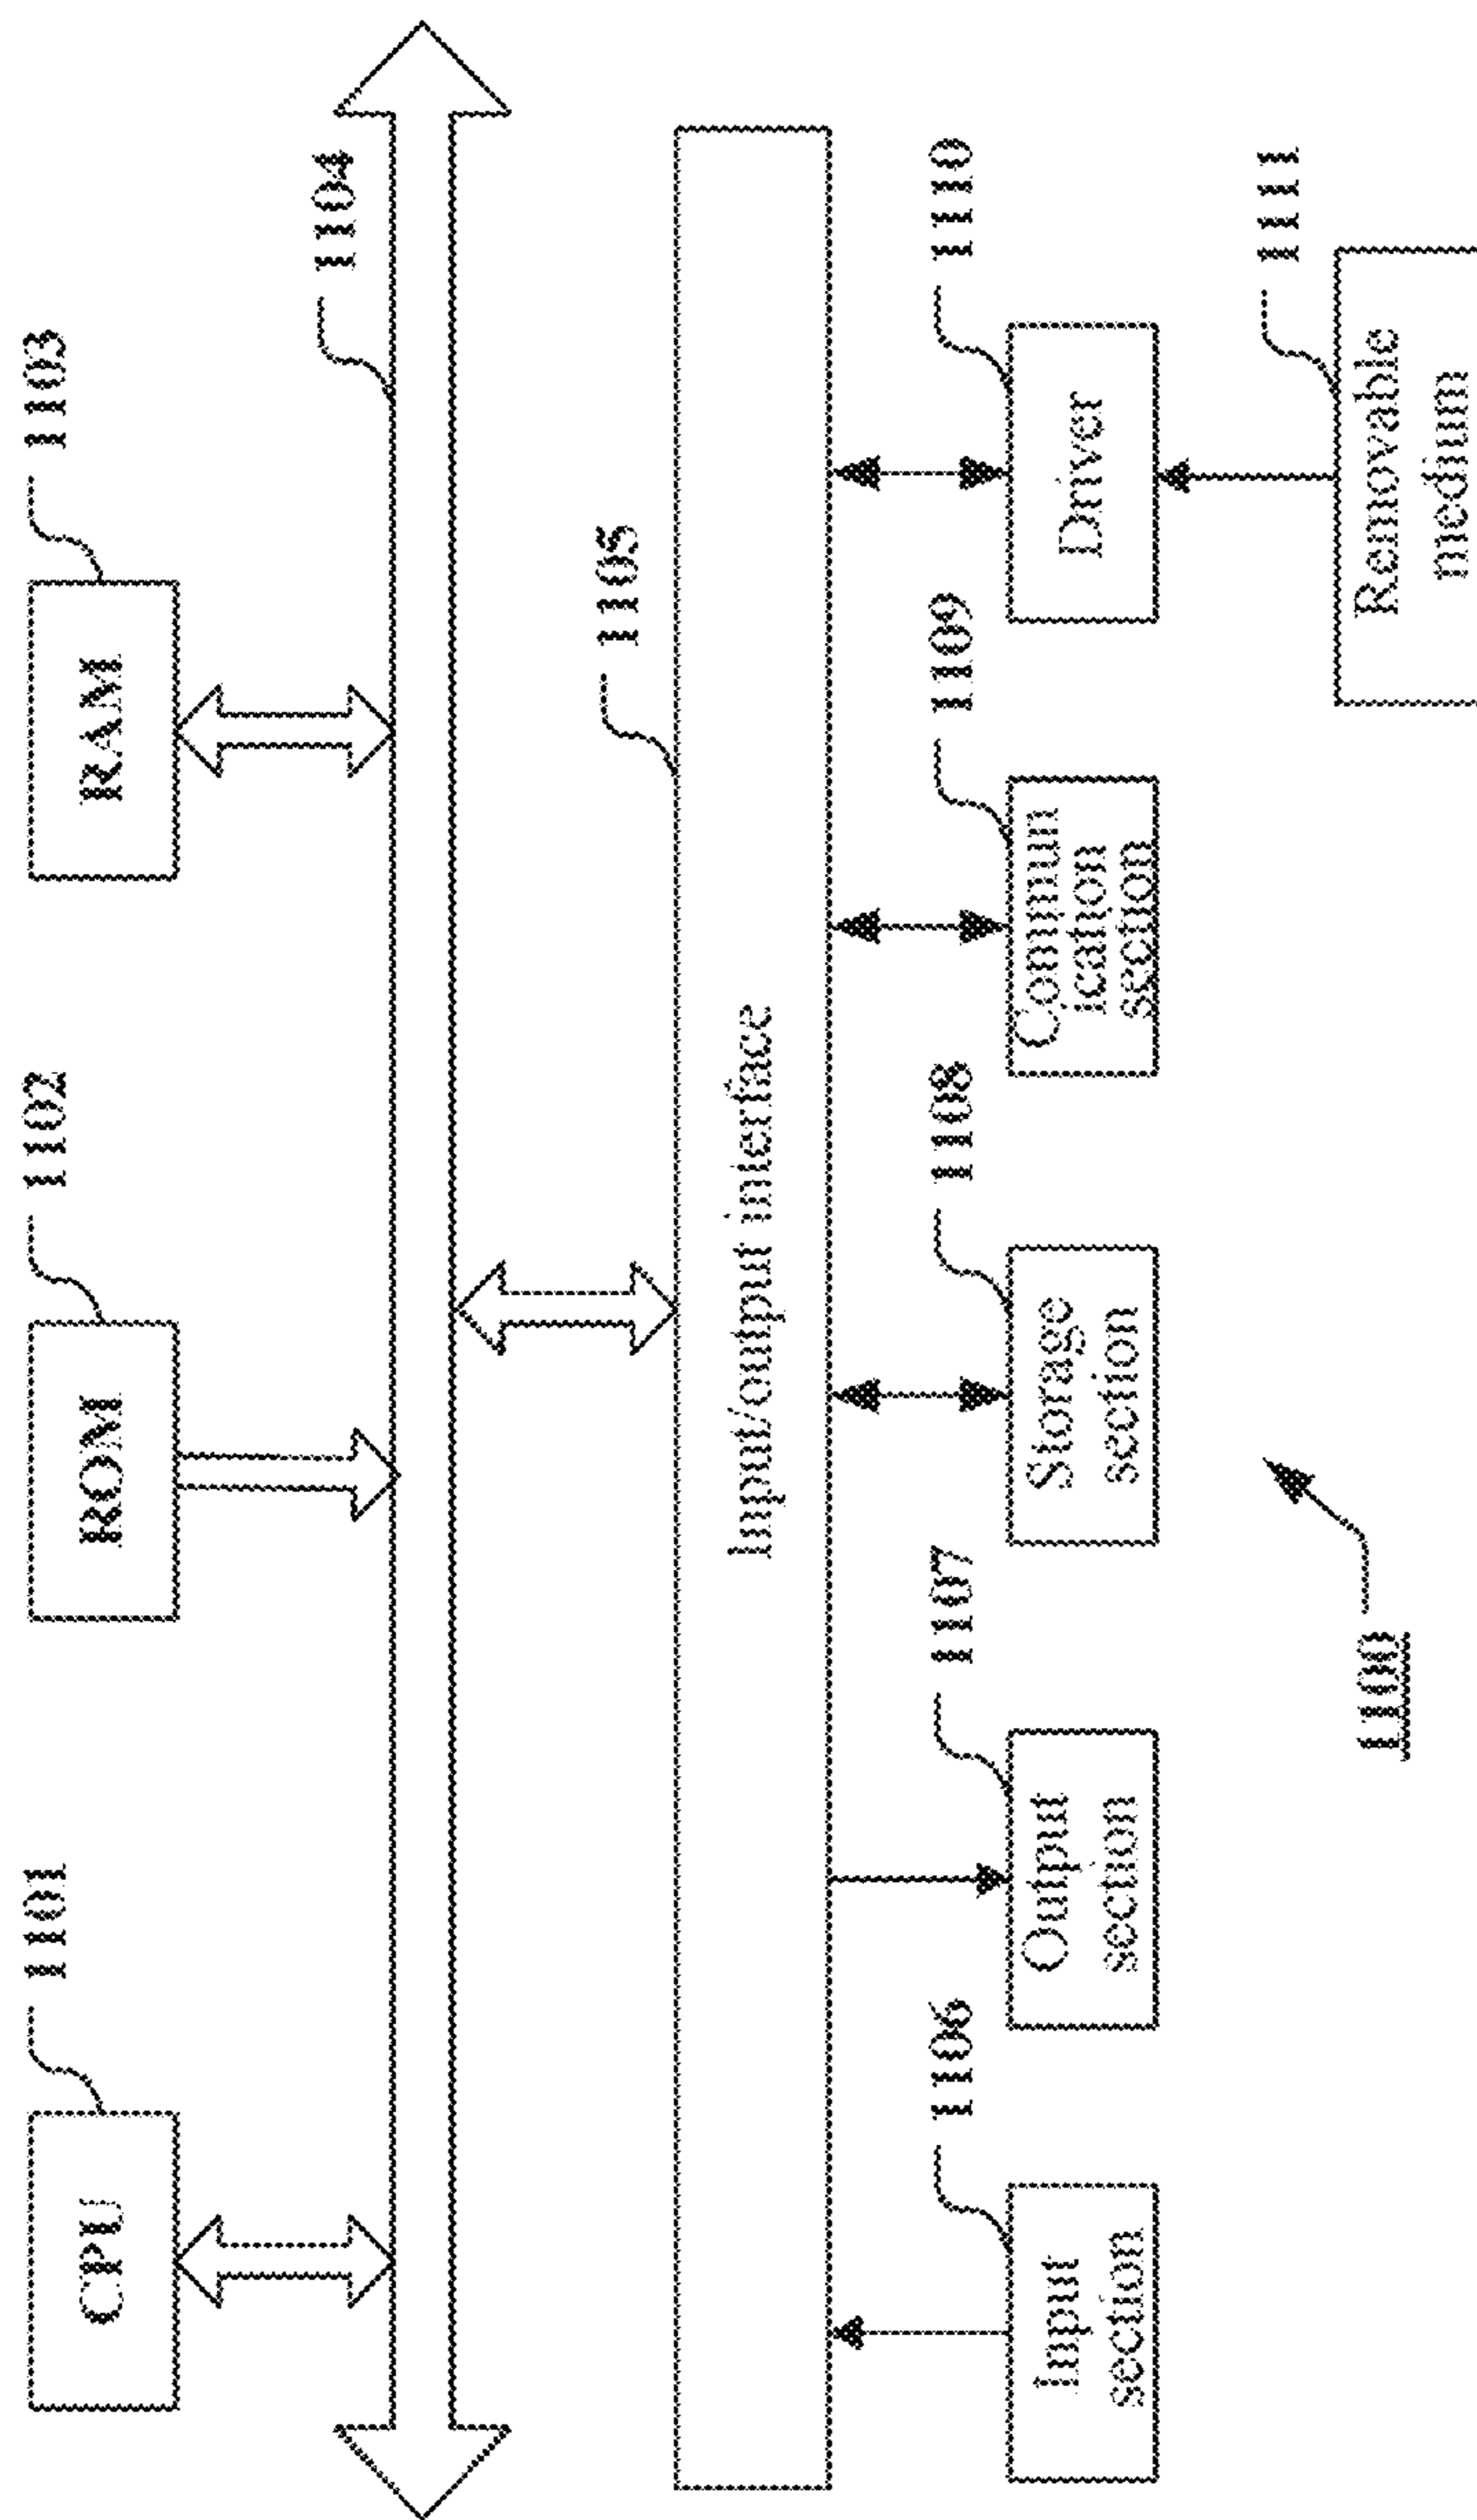 1101
1102
1103
CPU
ROM
RAM
1104
1105
Input/output interface
1106
1107
1108
1109
1110
Input
section
Output
section
Storage
section
Commun
ication
section
Driver
1111
1100
Removable
medium